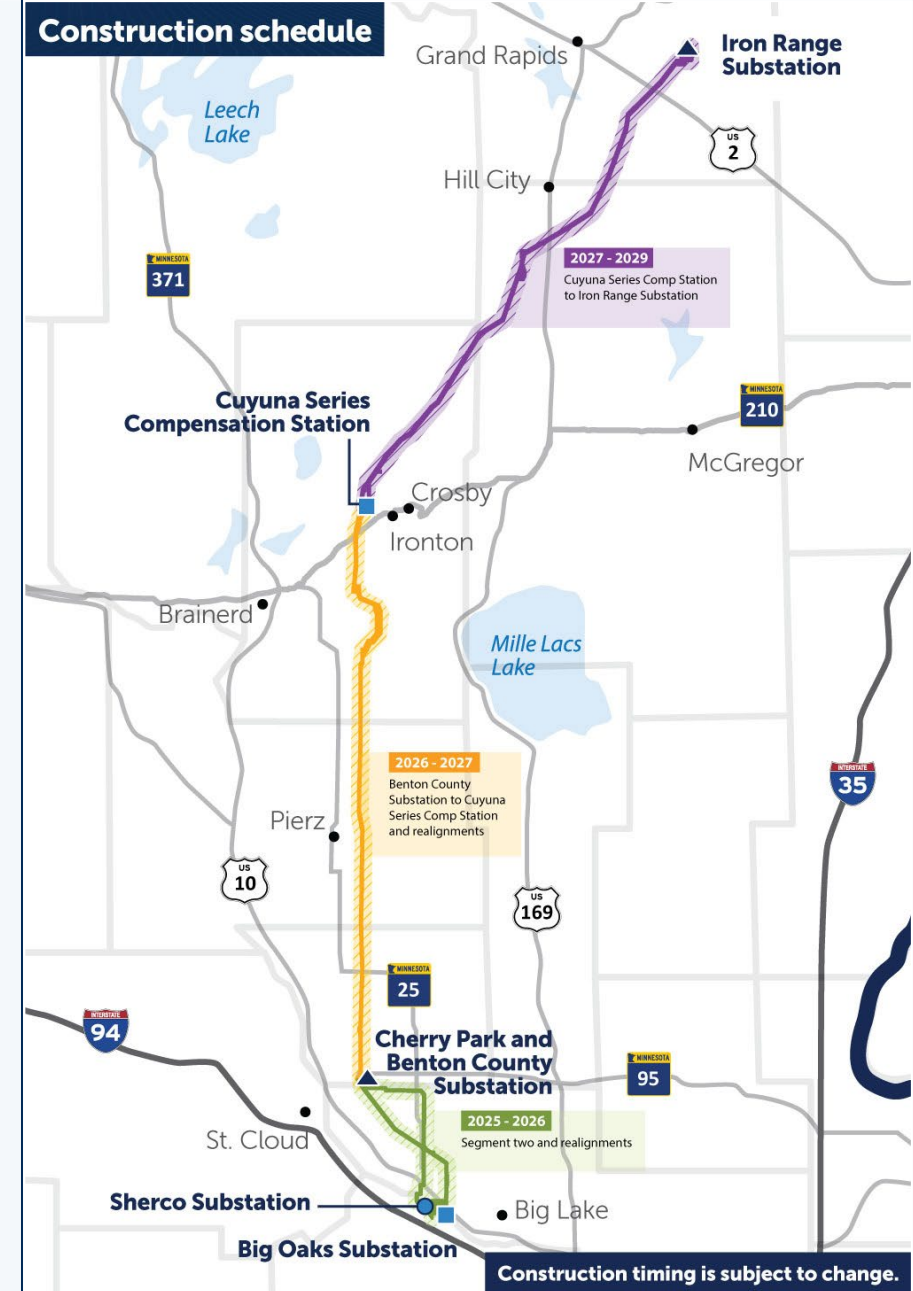 Construction schedule
Grand Rapids
Iron Range
Substation
Leech
Lake
US
2
Hill City
MINNESOTA
371
2027 - 2029
Cuyuna Series Comp Station
to Iron Range Substation
Cuyuna Series
Compensation Station
MINNESOTA
210
McGregor
Crosby
Ironton
Brainerd
Mille Lacs
Lake
2026 - 2027
Benton County
Substation to Cuyuna
Series Comp Station
and realignments
INTERSTATE
35
Pierz
US
10
US
169
MINNESOTA
25
INTERSTATE
94
Cherry Park and
Benton County
Substation
MINNESOTA
95
2025 - 2026
Segment two and realignments
St. Cloud
Sherco Substation
Big Lake
Big Oaks Substation
Construction timing is subject to change.